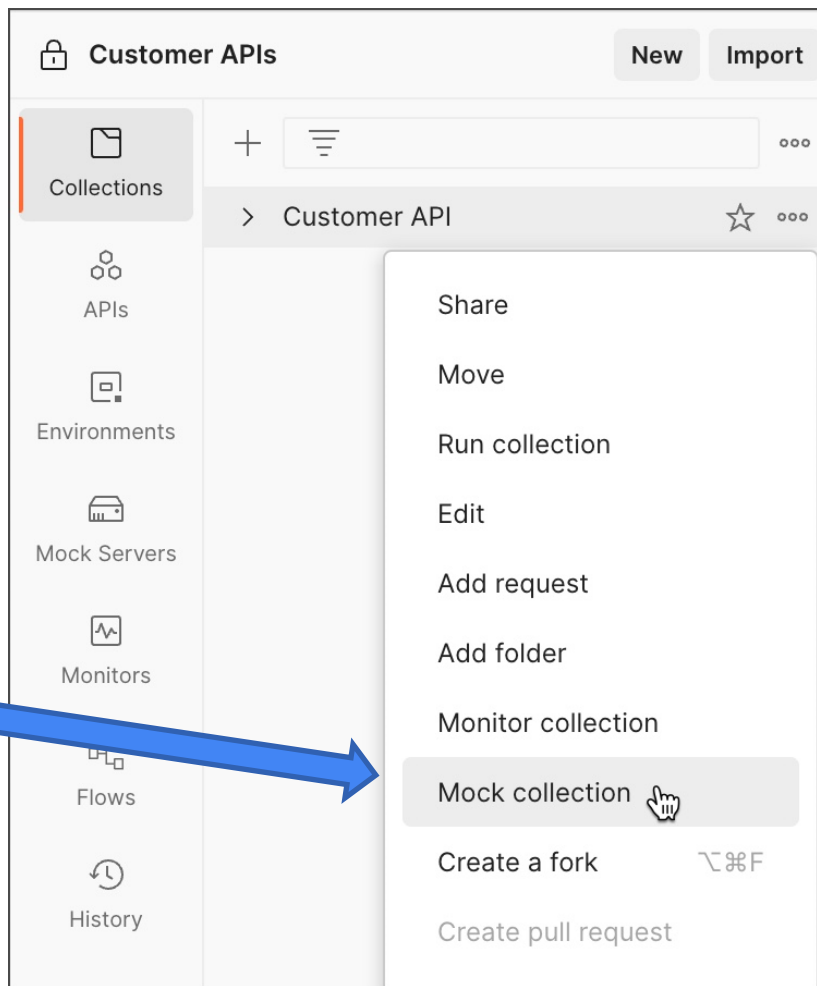 Customer APIs
New
Import
Collections
Customer API
APIs
Environments
Mock Servers
Monitors
Flows
History
Share
Move
Run collection
Edit
Add request
Add folder
Monitor collection
Mock collection
Create a fork ⌥⌘F
Create pull request